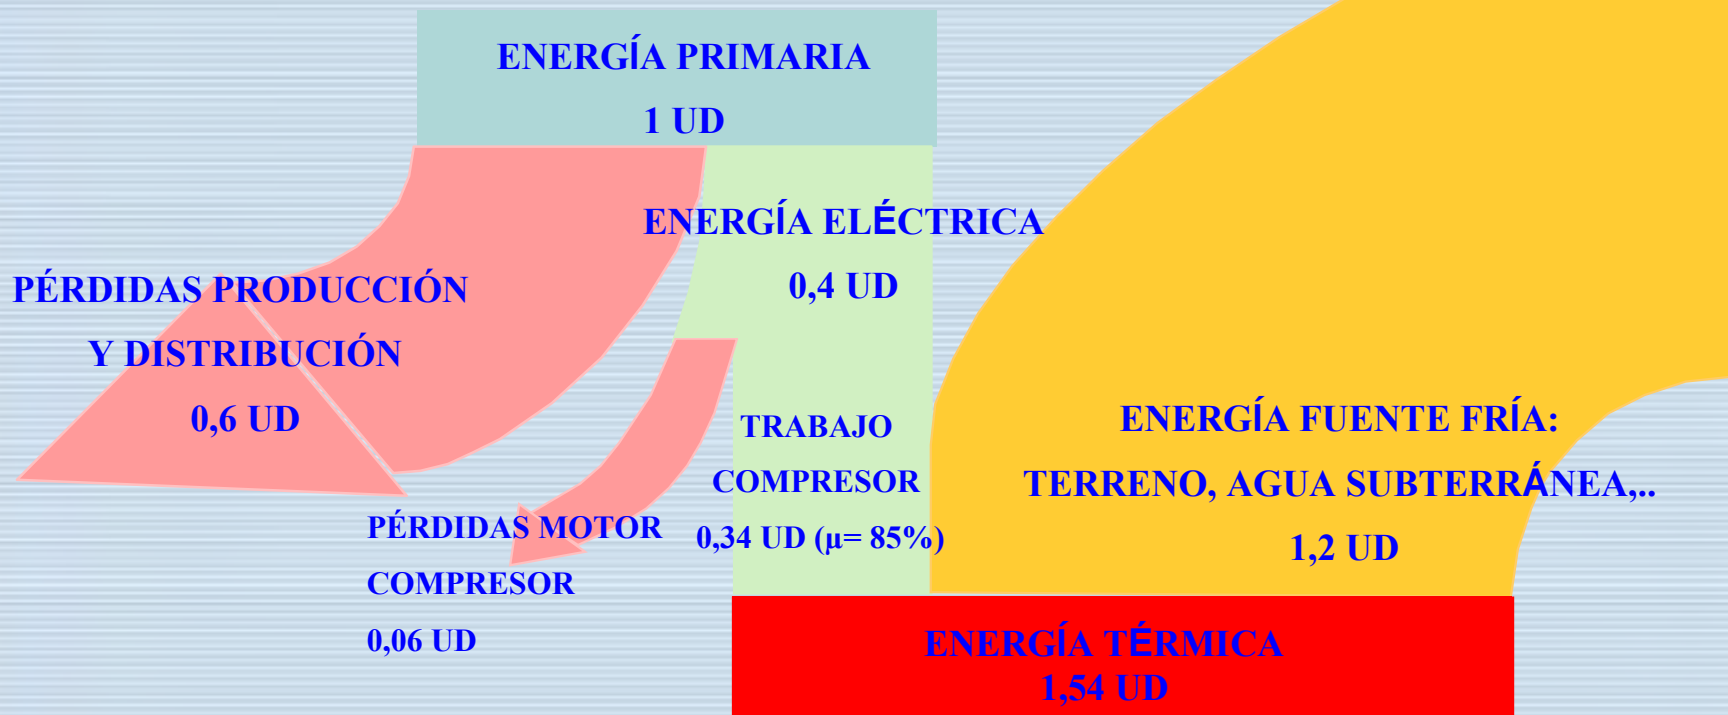 ENERGÍA PRIMARIA
1 UD
ENERGÍA ELÉCTRICA
0,4 UD
PÉRDIDAS PRODUCCIÓN
Y DISTRIBUCIÓN
0,6 UD
TRABAJO
COMPRESOR
0,34 UD (µ= 85%)
PÉRDIDAS MOTOR
COMPRESOR
0,06 UD
ENERGÍA FUENTE FRÍA:
TERRENO, AGUA SUBTERRÁNEA,..
1,2 UD
ENERGÍA TÉRMICA
1,54 UD